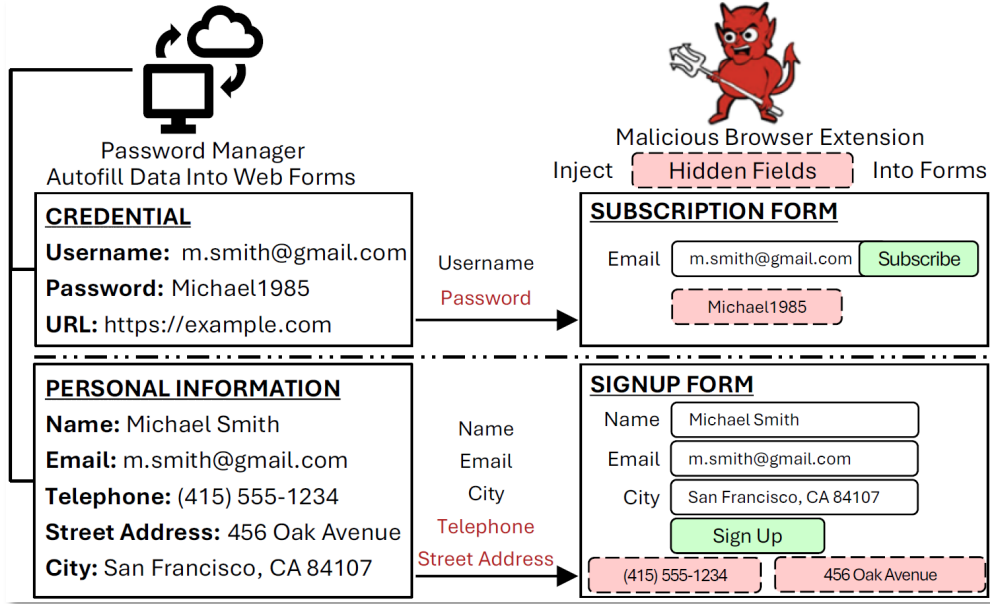 Password Manager
Autofill Data Into Web Forms
Malicious Browser Extension
Inject Hidden Fields Into Forms
CREDENTIAL
Username: m.smith@gmail.com
Password: Michael1985
URL: https://example.com
Username
Password
SUBSCRIPTION FORM
Email m.smith@gmail.com Subscribe
Michael1985
PERSONAL INFORMATION
Name: Michael Smith
Email: m.smith@gmail.com
Telephone: (415) 555-1234
Street Address: 456 Oak Avenue
City: San Francisco, CA 84107
Name
Email
City
Telephone
Street Address
SIGNUP FORM
Name Michael Smith
Email m.smith@gmail.com
City San Francisco, CA 84107
Sign Up
(415) 555-1234 456 Oak Avenue